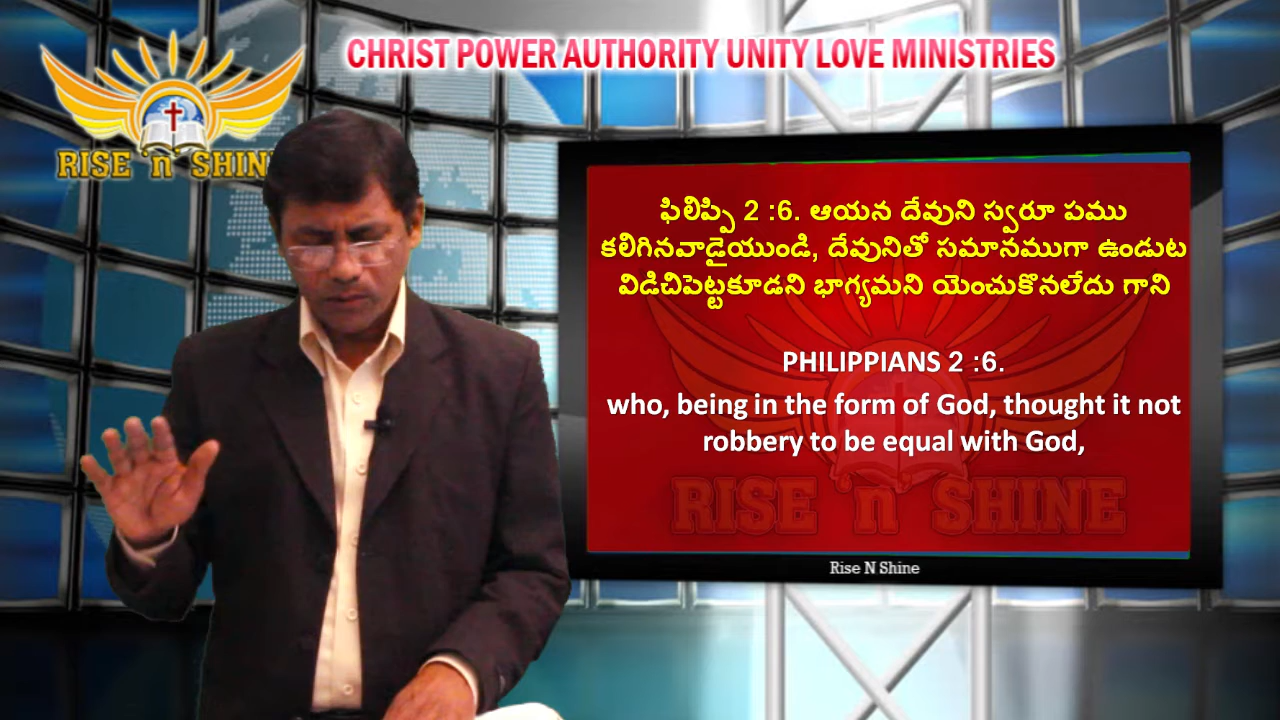 CHRIST POWER AUTHORITY UNITY LOVE MINISTRIES
RISE 'n' SHINE
ఫిలిప్పి 2 :6. ఆయన దేవుని స్వరూ పము
కలిగినవాడైయుండి, దేవునితో సమానముగా ఉండుట
విడిచిపెట్టకూడని భాగ్యమని యెంచుకొనలేదు గాని
PHILIPPIANS 2 :6.
who, being in the form of God, thought it not
robbery to be equal with God,
RISE 'n' SHINE
Rise N Shine